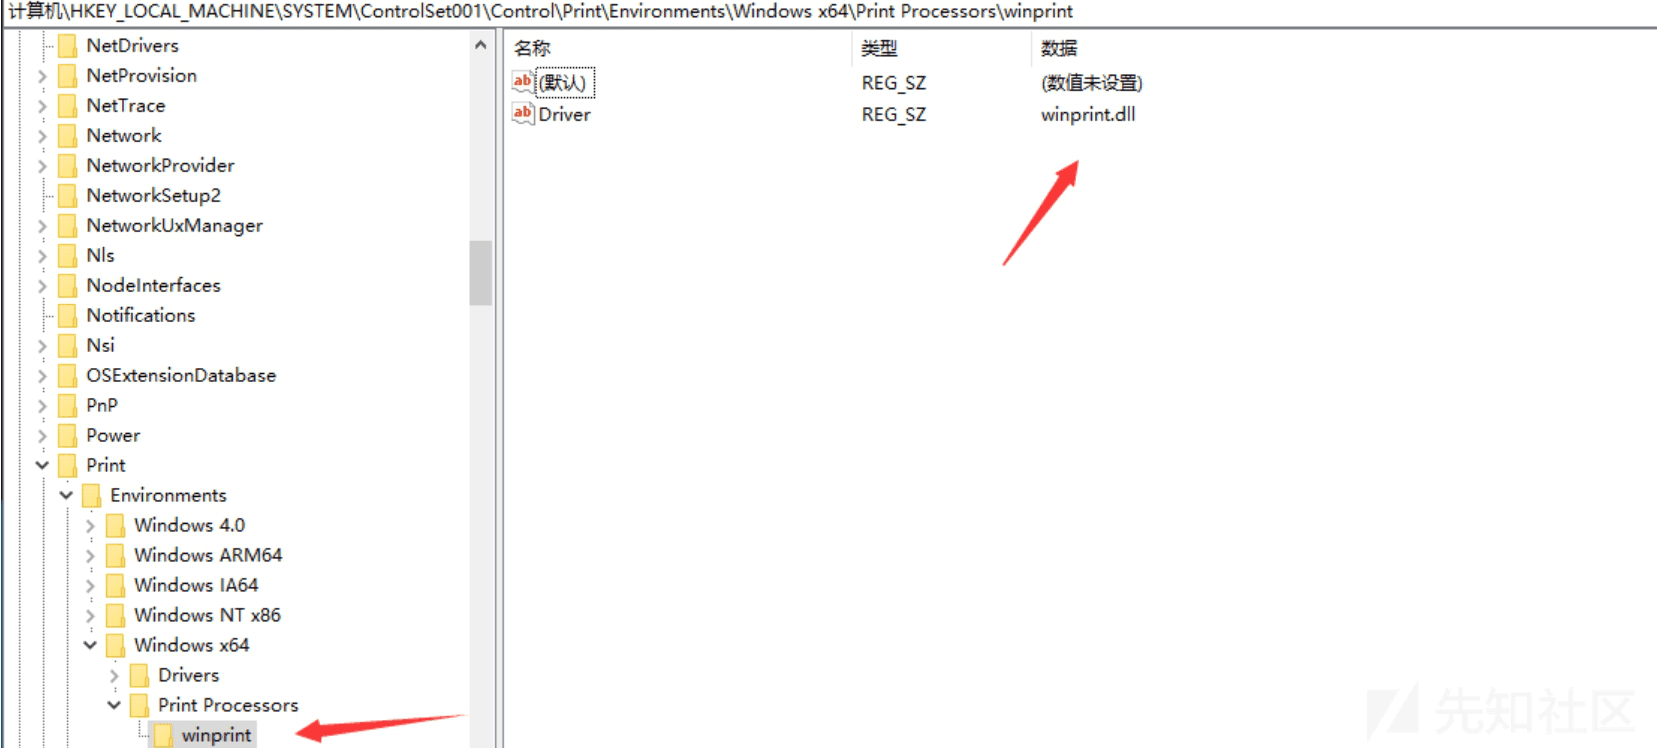 计算机\HKEY_LOCAL_MACHINE\SYSTEM\ControlSet001\Control\Print\Environments\Windows x64\Print Processors\winprint
NetDrivers
NetProvision
NetTrace
Network
NetworkProvider
NetworkSetup2
NetworkUxManager
Nls
NodeInterfaces
Notifications
Nsi
OSExtensionDatabase
PnP
Power
Print
Environments
Windows 4.0
Windows ARM64
Windows IA64
Windows NT x86
Windows x64
Drivers
Print Processors
winprint
名称 类型 数据
ab (默认) REG_SZ (数值未设置)
ab Driver REG_SZ winprint.dll
先知社区